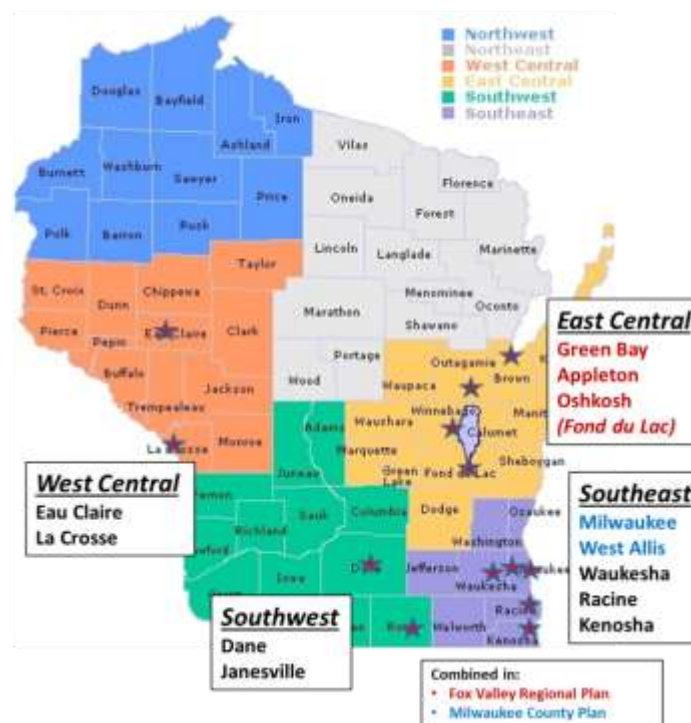 Northwest
Northeast
West Central
East Central
Southwest
Southeast
Douglas
Bayfield
Iron
Ashland
Vilas
Burnett
Washburn
Sawyer
Price
Florence
Oneida
Forest
Polk
Barron
Rusk
Lincoln
Langlade
Marinette
Taylor
St. Croix
Dunn
Chippewa
Menominee
Oconto
Marathon
Shawano
Pierce
Pepin
Clark
Portage
Outagamie
Brown
Buffalo
Jackson
Wood
Waupaca
Trempealeau
Adams
Waushara
Winnebago
Calumet
Monroe
Juneau
Marquette
Green
Lake
Fond du Lac
Sheboygan
Sauk
Columbia
Dodge
Ozaukee
Washington
Richland
Iowa
Jefferson
Waukesha
Walworth
Racine
Kenosha
East Central
Green Bay
Appleton
Oshkosh
(Fond du Lac)
West Central
Eau Claire
La Crosse
Southeast
Milwaukee
West Allis
Waukesha
Racine
Kenosha
Southwest
Dane
Janesville
Combined in:
• Fox Valley Regional Plan
• Milwaukee County Plan